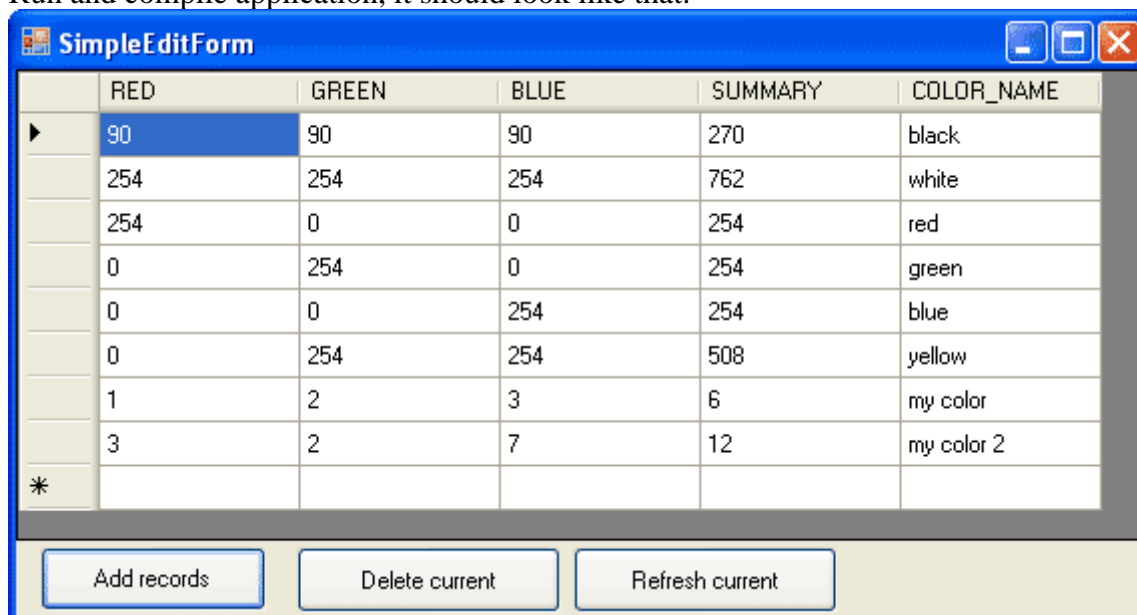 Run and compile application, it should look like that.
SimpleEditForm
RED GREEN BLUE SUMMARY COLOR_NAME
90 90 90 270 black
254 254 254 762 white
254 0 0 254 red
0 254 0 254 green
0 0 254 254 blue
0 254 254 508 yellow
1 2 3 6 my color
3 2 7 12 my color 2
Add records Delete current Refresh current